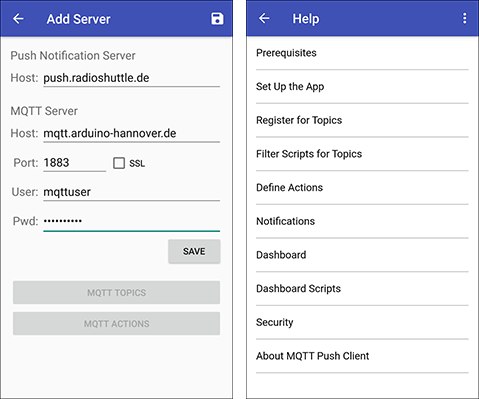 Add Server
Push Notification Server
Host: push.radioshuttle.de
MQTT Server
Host: mqtt.arduino-hannover.de
Port: 1883 SSL
User: mqttuser
Pwd: ••••••••••
SAVE
MQTT TOPICS
MQTT ACTIONS
Help
Prerequisites
Set Up the App
Register for Topics
Filter Scripts for Topics
Define Actions
Notifications
Dashboard
Dashboard Scripts
Security
About MQTT Push Client